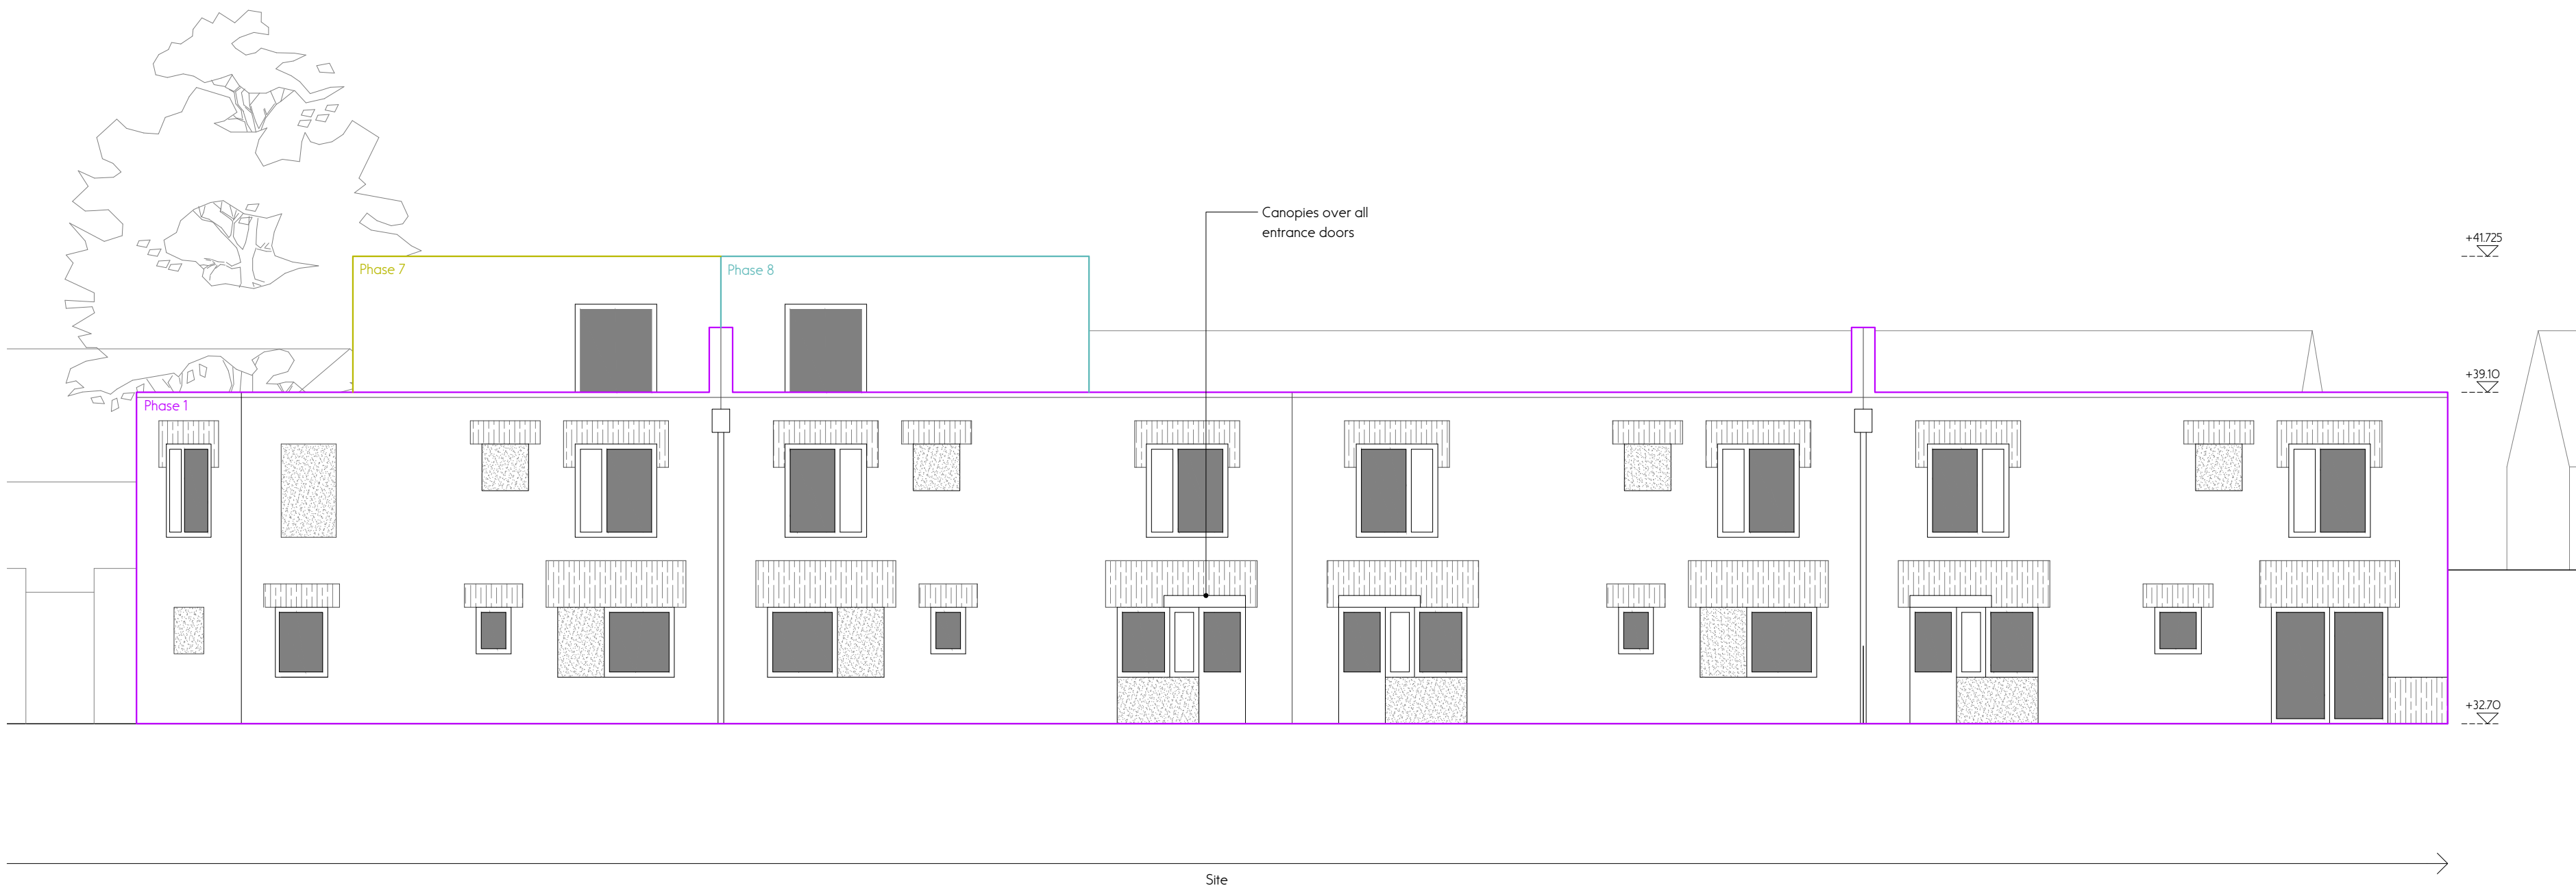 Canopies over all
entrance doors
+41.725
Phase 7
Phase 8
+39.10
Phase 1
+32.70
Site